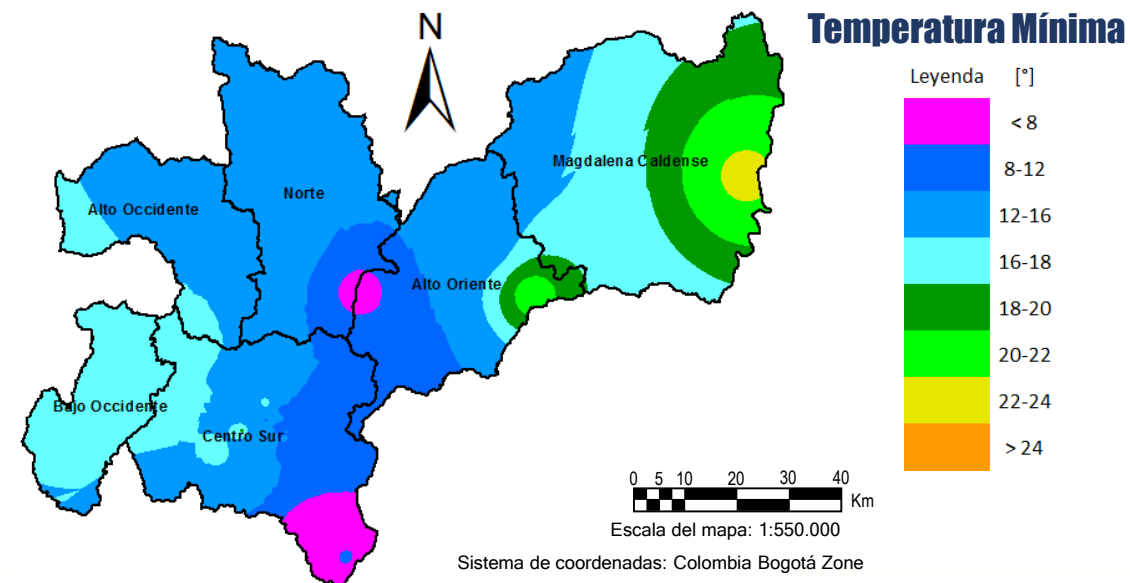 Temperatura Mínima
N
Leyenda [°]
< 8
8-12
12-16
16-18
18-20
20-22
22-24
> 24
Magdalena Caldense
Norte
Alto Occidente
Alto Oriente
Bajo Occidente
Centro Sur
0 5 10 20 30 40
Km
Escala del mapa: 1:550.000
Sistema de coordenadas: Colombia Bogotá Zone